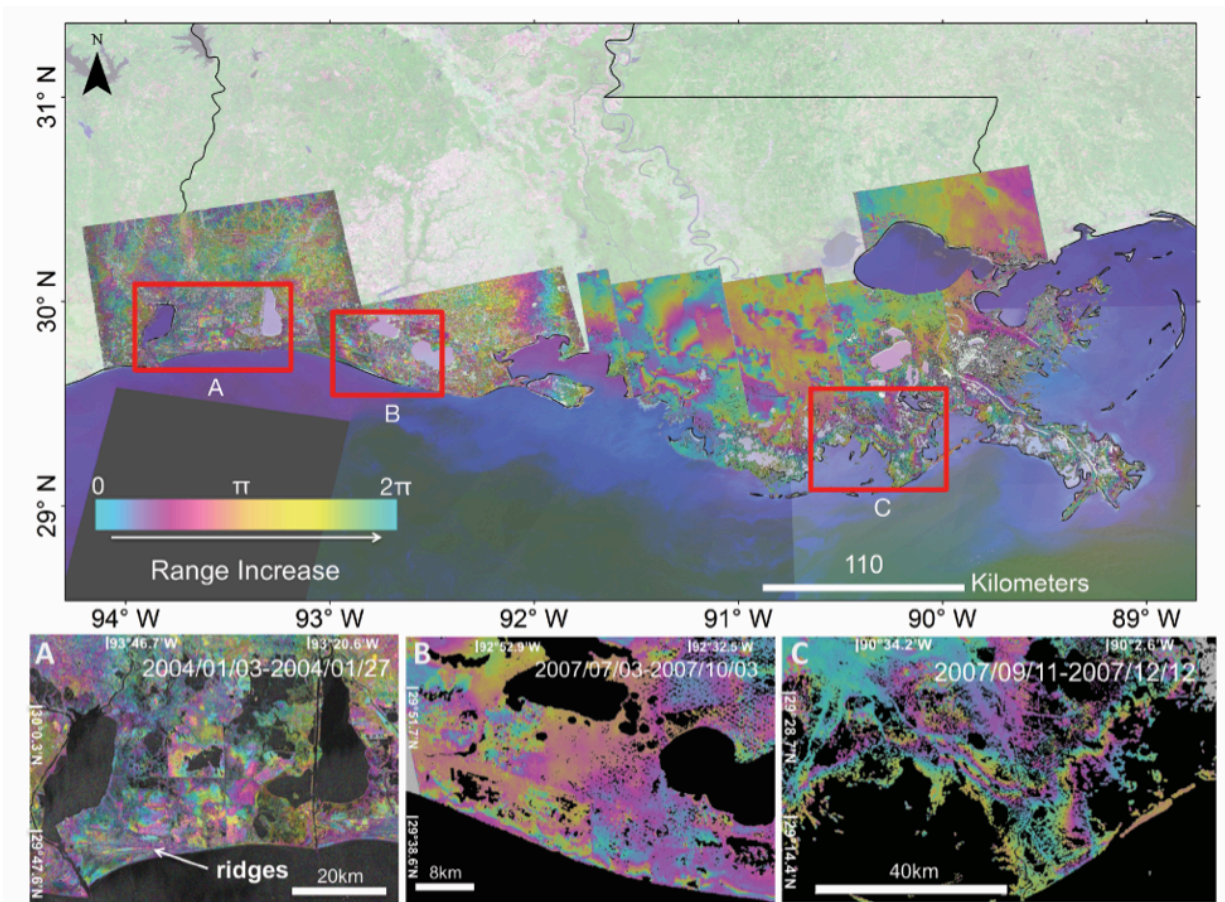 N
31° N
30° N
29° N
A
B
C
0 π 2π
Range Increase
110
Kilometers
94° W 93° W 92° W 91° W 90° W 89° W
A
93°46.7'W 93°20.6'W
2004/01/03-2004/01/27
30°0.3'N
29°47.6'N
ridges
20km
B
92°52.9'W 92°32.5'W
2007/07/03-2007/10/03
29°51.7'N
29°38.6'N
8km
C
90°34.2'W 90°2.6'W
2007/09/11-2007/12/12
29°28.7'N
29°14.4'N
40km